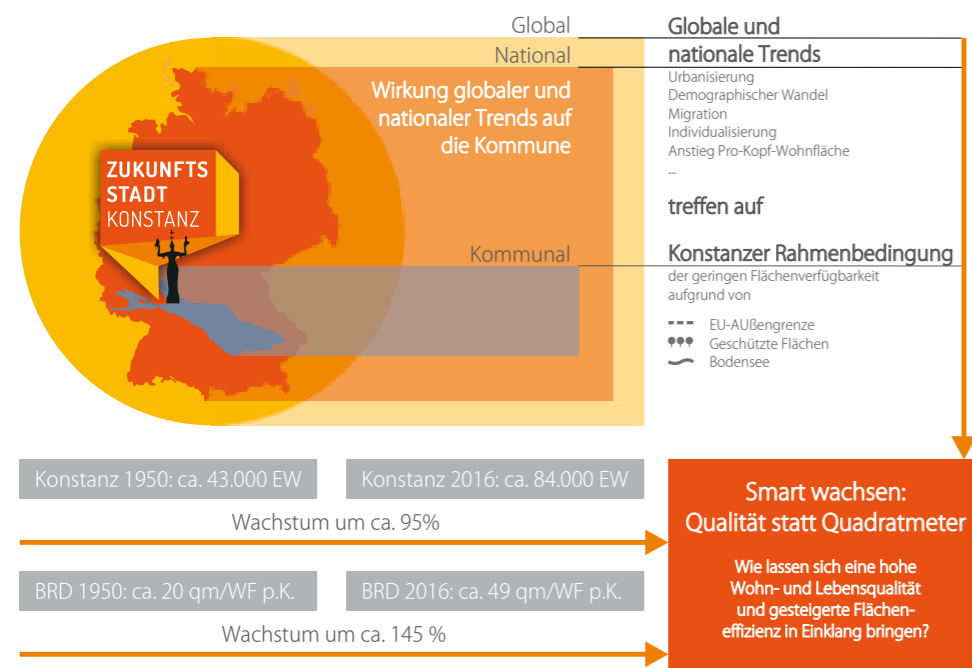 Global
National
Wirkung globaler und
nationaler Trends auf
die Kommune
ZUKUNFTS
STADT
KONSTANZ
Kommunal
Globale und
nationale Trends
Urbanisierung
Demographischer Wandel
Migration
Individualisierung
Anstieg Pro-Kopf-Wohnfläche
...
treffen auf
Konstanzer Rahmenbedingung
der geringen Flächenverfügbarkeit
aufgrund von
EU-AUßengrenze
Geschützte Flächen
Bodensee
Konstanz 1950: ca. 43.000 EW
Konstanz 2016: ca. 84.000 EW
Wachstum um ca. 95%
BRD 1950: ca. 20 qm/WF p.K.
BRD 2016: ca. 49 qm/WF p.K.
Wachstum um ca. 145 %
Smart wachsen:
Qualität statt Quadratmeter
Wie lassen sich eine hohe
Wohn- und Lebensqualität
und gesteigerte Flächen-
effizienz in Einklang bringen?